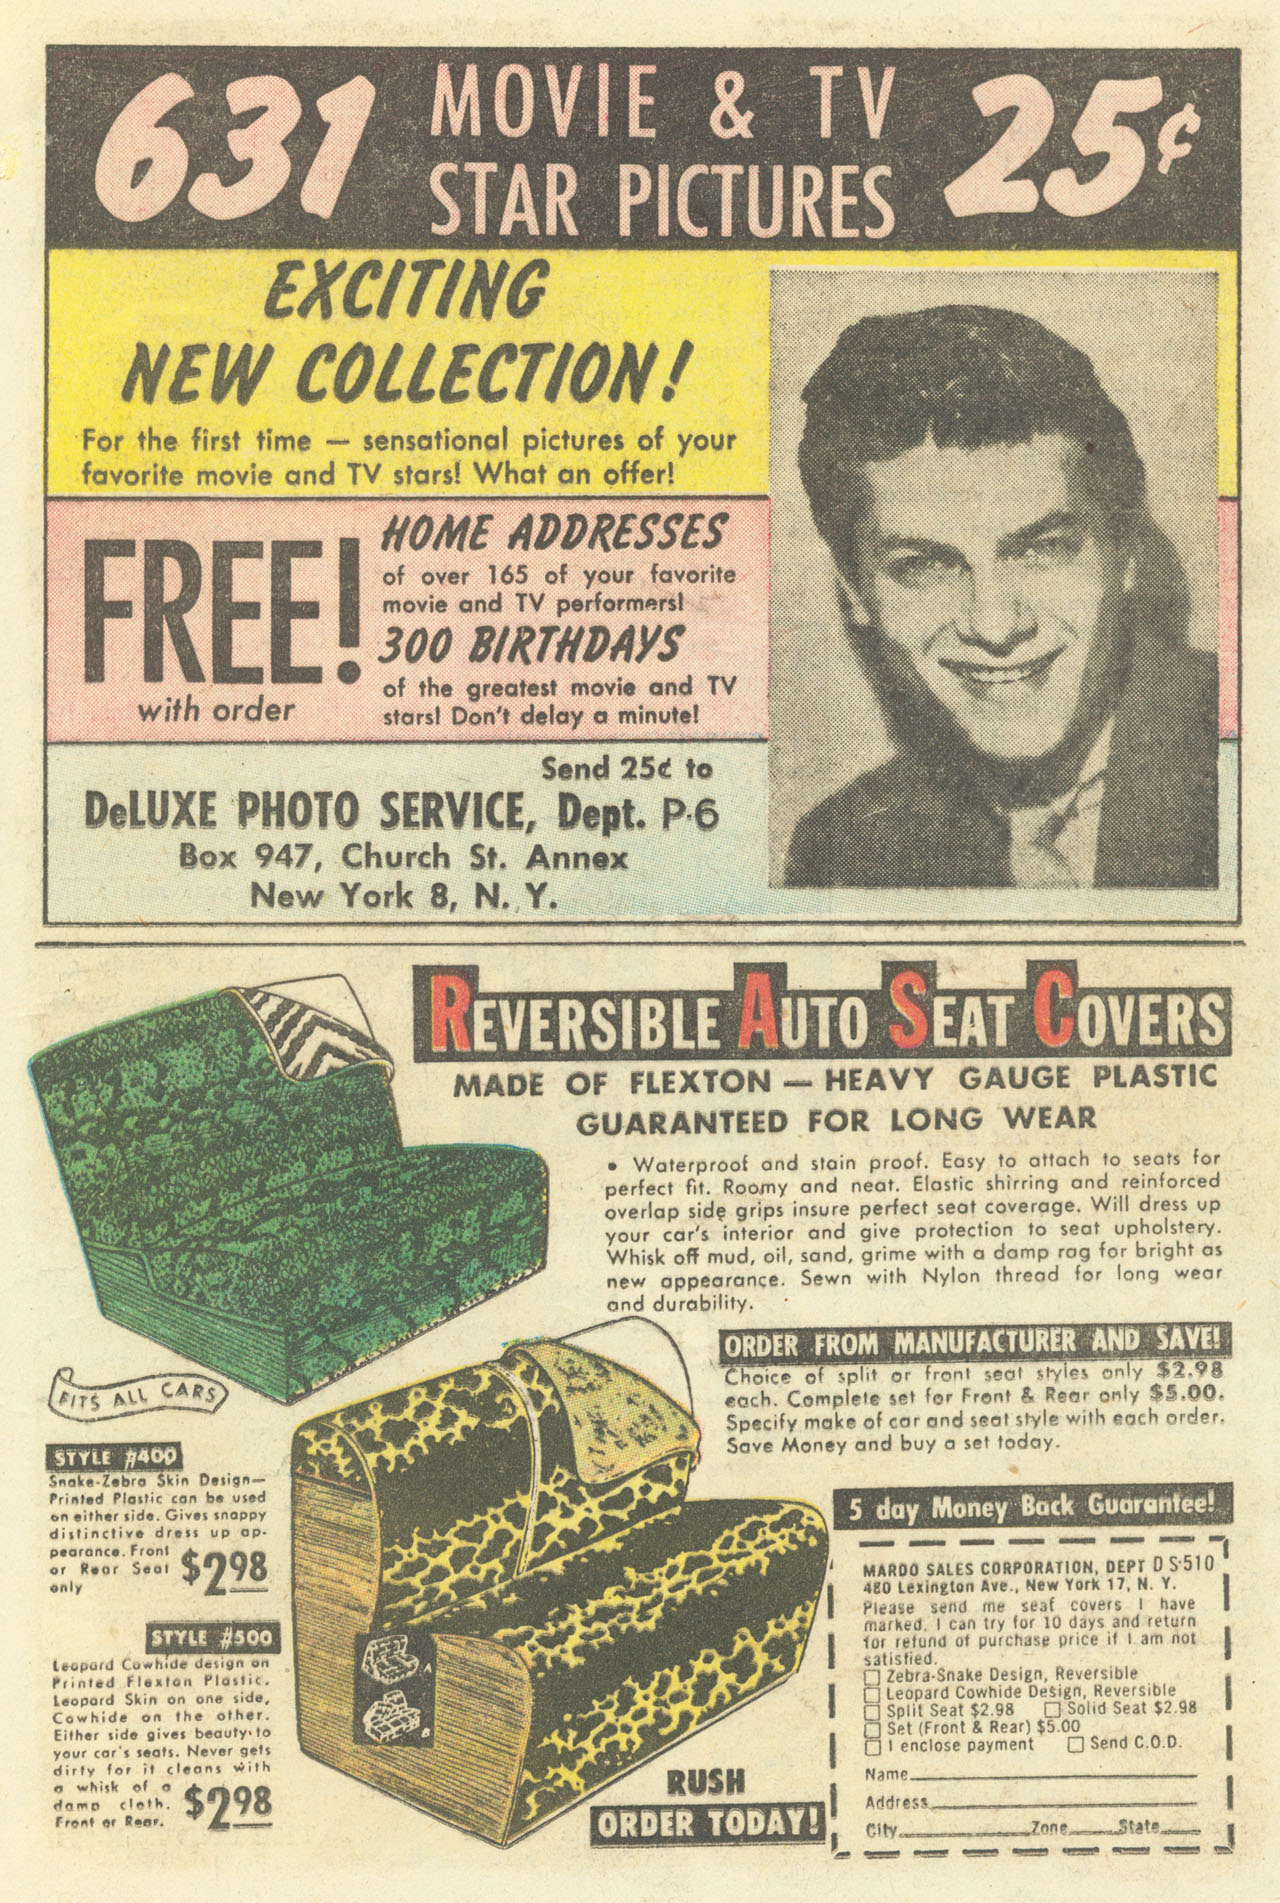 631 MOVIE & TV STAR PICTURES 25¢
EXCITING
NEW COLLECTION!
For the first time — sensational pictures of your
favorite movie and TV stars! What an offer!
FREE!
with order
HOME ADDRESSES
of over 165 of your favorite
movie and TV performers!
300 BIRTHDAYS
of the greatest movie and TV
stars! Don't delay a minute!
Send 25¢ to
DeLUXE PHOTO SERVICE, Dept. P-6
Box 947, Church St. Annex
New York 8, N. Y.
REVERSIBLE AUTO SEAT COVERS
MADE OF FLEXTON — HEAVY GAUGE PLASTIC
GUARANTEED FOR LONG WEAR
• Waterproof and stain proof. Easy to attach to seats for
perfect fit. Roomy and neat. Elastic shirring and reinforced
overlap side grips insure perfect seat coverage. Will dress up
your car's interior and give protection to seat upholstery.
Whisk off mud, oil, sand, grime with a damp rag for bright as
new appearance. Sewn with Nylon thread for long wear
and durability.
ORDER FROM MANUFACTURER AND SAVE!
Choice of split or front seat styles only $2.98
each. Complete set for Front & Rear only $5.00.
Specify make of car and seat style with each order.
Save Money and buy a set today.
FITS ALL CARS
STYLE #400
Snake-Zebra Skin Design—
Printed Plastic can be used
on either side. Gives snappy
distinctive dress up ap-
pearance. Front
or Rear Seat
only
$2.98
STYLE #500
Leopard Cowhide design on
Printed Flexton Plastic.
Leopard Skin on one side,
Cowhide on the other.
Either side gives beauty to
your car's seats. Never gets
dirty for it cleans with
a whisk of a
damp cloth.
Front or Rear.
$2.98
A
B
RUSH
ORDER TODAY!
5 day Money Back Guarantee!
MARDO SALES CORPORATION, DEPT DS-510
480 Lexington Ave., New York 17, N. Y.
Please send me seat covers I have
marked. I can try for 10 days and return
for refund of purchase price if I am not
satisfied.
☐ Zebra-Snake Design, Reversible
☐ Leopard Cowhide Design, Reversible
☐ Split Seat $2.98 ☐ Solid Seat $2.98
☐ Set (Front & Rear) $5.00
☐ I enclose payment ☐ Send C.O.D.
Name
Address
City Zone State